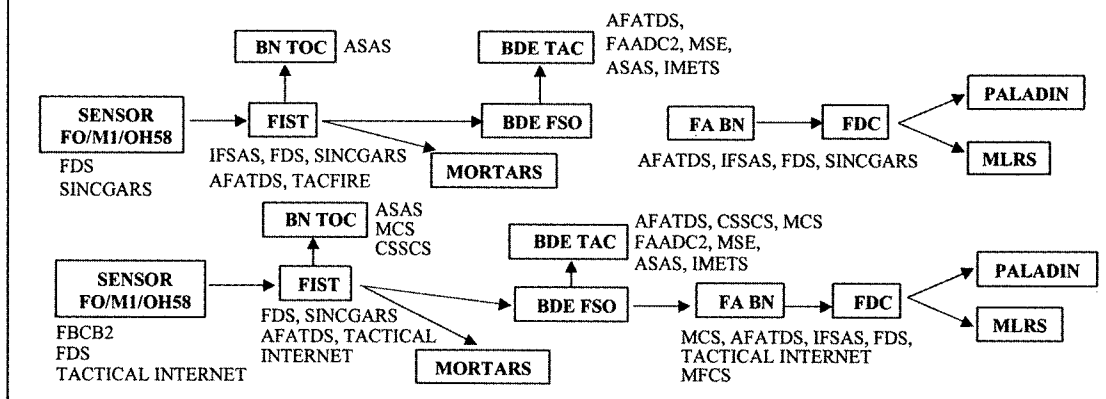 BN TOC
ASAS
BDE TAC
AFATDS,
FAADC2, MSE,
ASAS, IMETS
SENSOR
FO/M1/OH58
FIST
BDE FSO
FA BN
FDC
PALADIN
MLRS
MORTARS
FDS
SINCGARS
IFSAS, FDS, SINCGARS
AFATDS, TACFIRE
AFATDS, IFSAS, FDS, SINCGARS
BN TOC
ASAS
MCS
CSSCS
BDE TAC
AFATDS, CSSCS, MCS
FAADC2, MSE,
ASAS, IMETS
SENSOR
FO/M1/OH58
FIST
BDE FSO
FA BN
FDC
PALADIN
MLRS
MORTARS
FBCB2
FDS
TACTICAL INTERNET
FDS, SINCGARS
AFATDS, TACTICAL
INTERNET
MCS, AFATDS, IFSAS, FDS,
TACTICAL INTERNET
MFCS